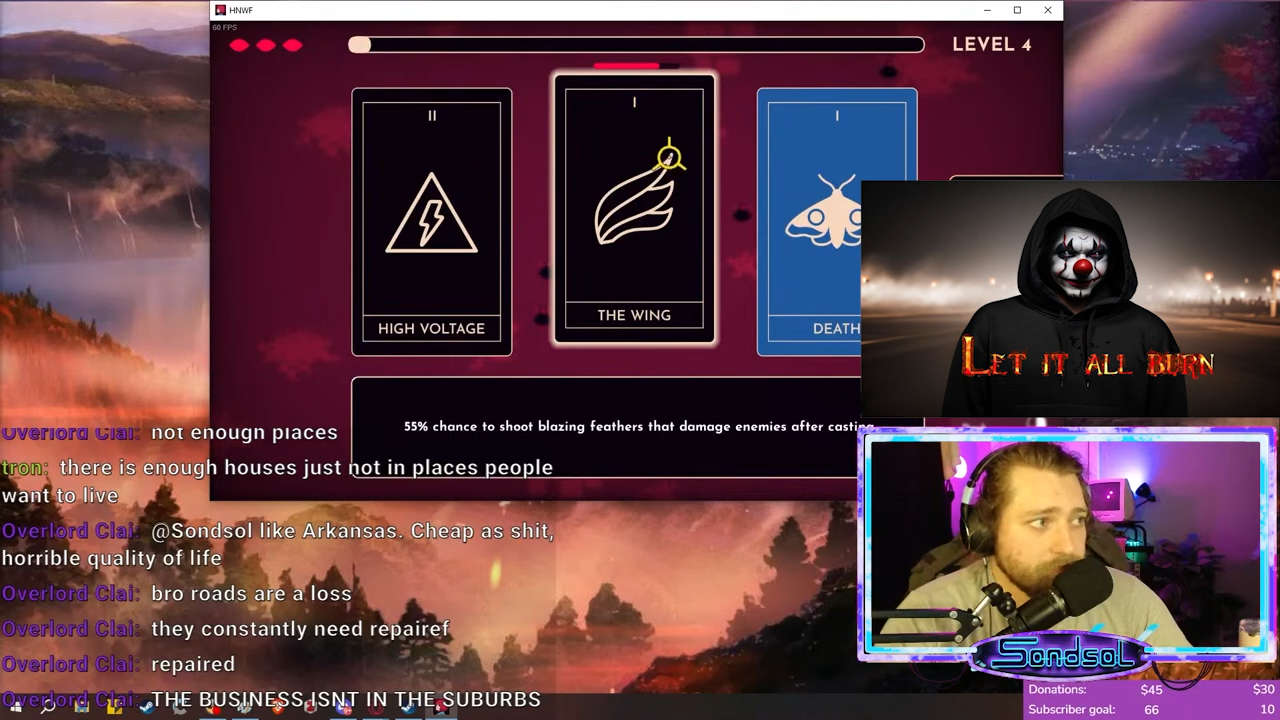 HNWF
60 FPS
LEVEL 4
II
I
I
HIGH VOLTAGE
THE WING
DEATH
55% chance to shoot blazing feathers that damage enemies after casting
LET IT ALL BURN
Overlord Clai: not enough places
tron: there is enough houses just not in places people
want to live
Overlord Clai: @Sondsol like Arkansas. Cheap as shit,
horrible quality of life
Overlord Clai: bro roads are a loss
Overlord Clai: they constantly need repairef
Overlord Clai: repaired
Overlord Clai: THE BUSINESS ISNT IN THE SUBURBS
Sondsol
Donations: $45 $30
Subscriber goal: 66 10